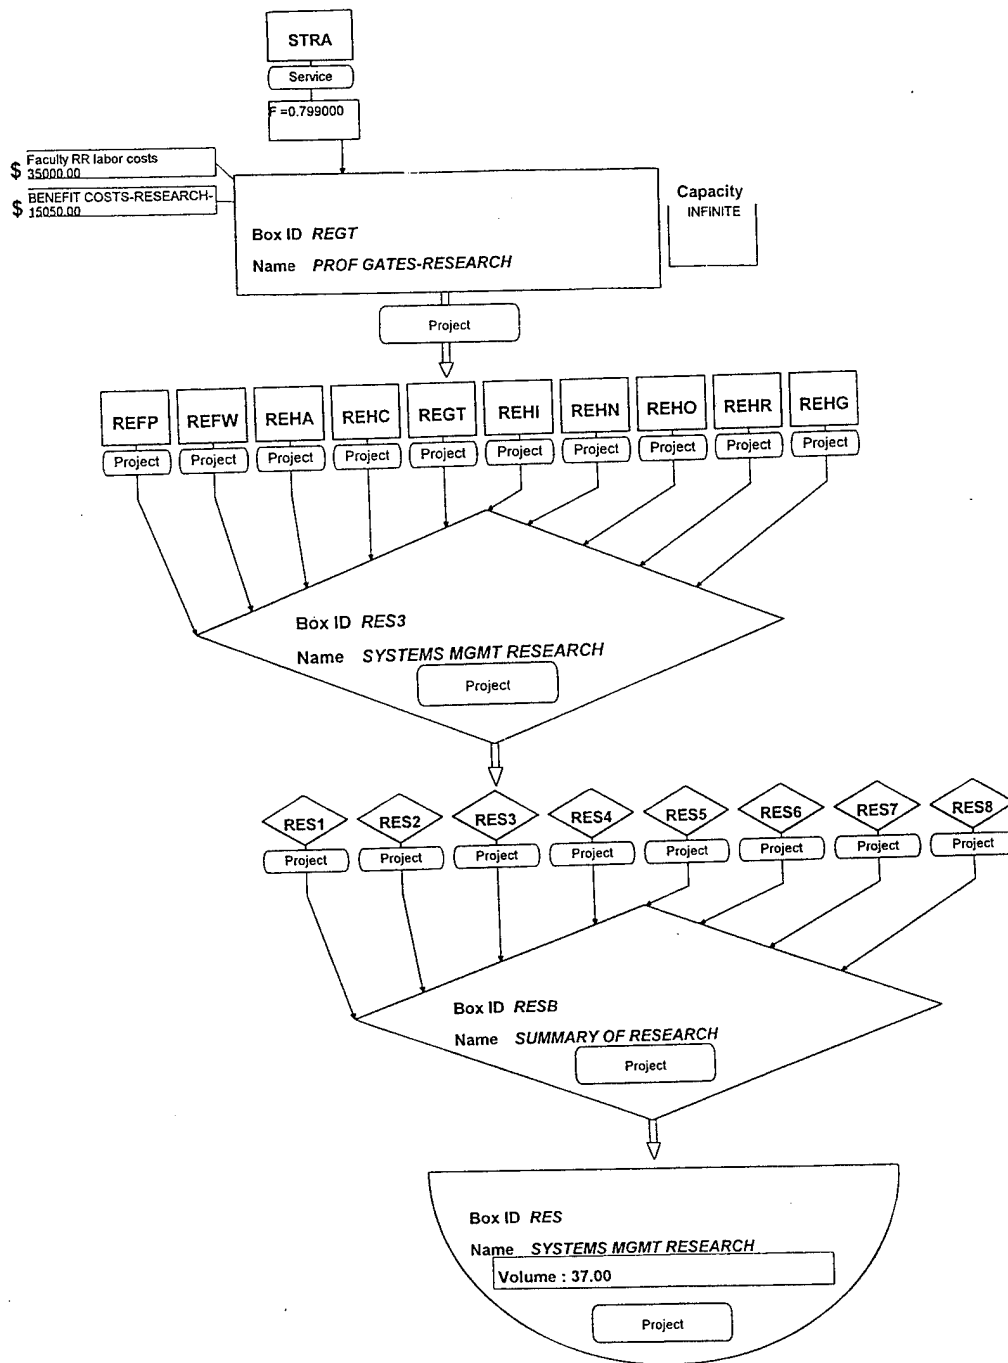 STRA
Service
F =0.799000
$ Faculty RR labor costs
35000.00
$ BENEFIT COSTS-RESEARCH-
15050.00
Capacity
INFINITE
Box ID REGT
Name PROF GATES-RESEARCH
Project
REFP REFW REHA REHC REGT REHI REHN REHO REHR REHG
Project Project Project Project Project Project Project Project Project Project
Box ID RES3
Name SYSTEMS MGMT RESEARCH
Project
RES1 RES2 RES3 RES4 RES5 RES6 RES7 RES8
Project Project Project Project Project Project Project Project
Box ID RESB
Name SUMMARY OF RESEARCH
Project
Box ID RES
Name SYSTEMS MGMT RESEARCH
Volume : 37.00
Project